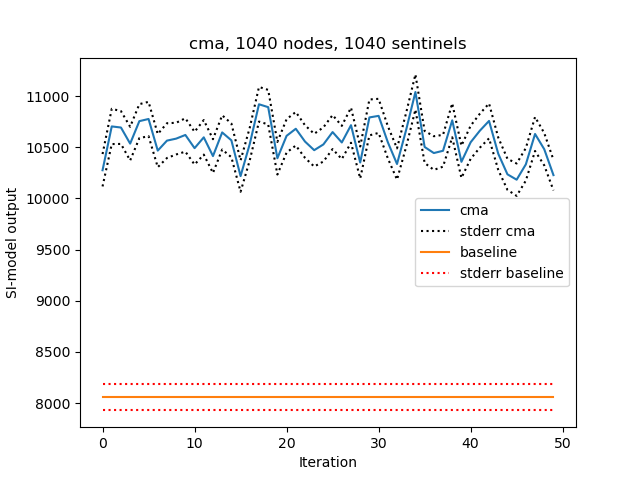 cma, 1040 nodes, 1040 sentinels
SI-model output
11000
10500
10000
9500
9000
8500
8000
cma
stderr cma
baseline
stderr baseline
0 10 20 30 40 50
Iteration